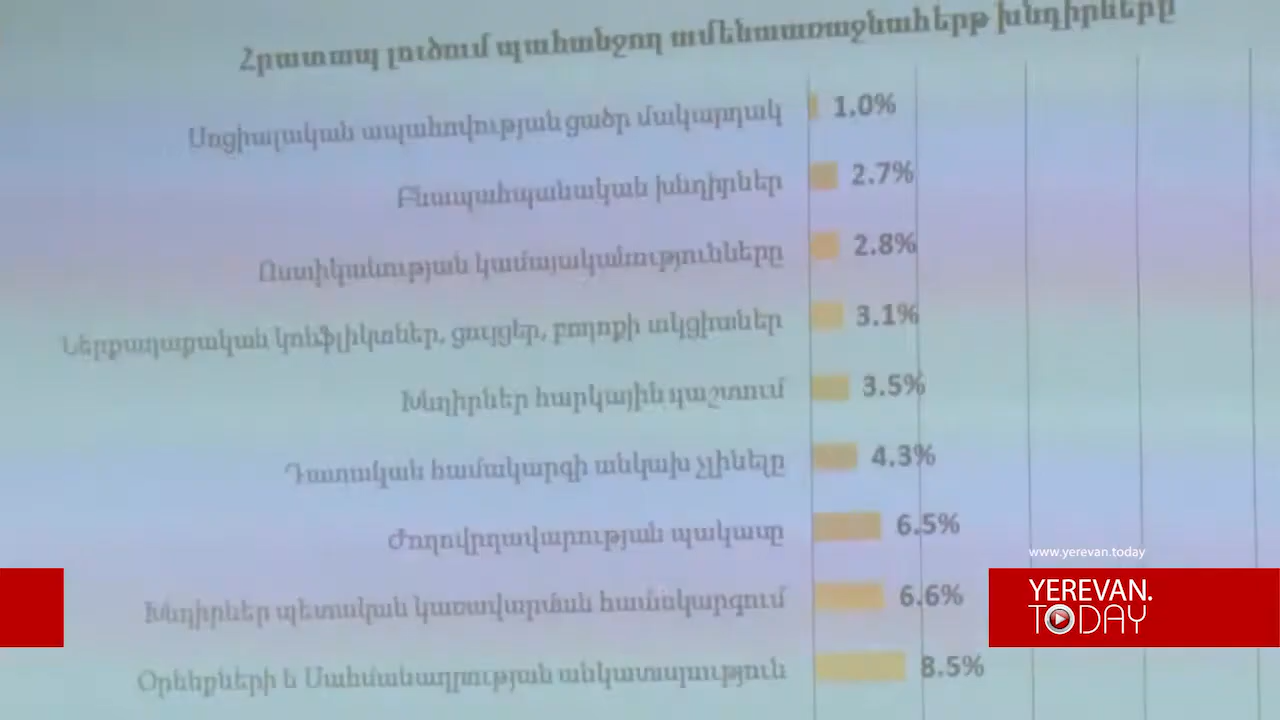 Հրատապ լուծում պահանջող ամենաառաջնահերթ խնդիրները
Սոցիալական ապահովության ցածր մակարդակ 1.0%
Բնապահպանական խնդիրներ 2.7%
Ոստիկանության կամայականությունները 2.8%
Ներքաղաքական կոնֆլիկտներ, ցույցեր, բողոքի ակցիաներ 3.1%
Խնդիրներ հարկային դաշտում 3.5%
Դատական համակարգի անկախ չլինելը 4.3%
Ժողովրդավարության պակասը 6.5%
www.yerevan.today
YEREVAN.
TODAY
Խնդիրներ պետական կառավարման համակարգում 6.6%
Օրենքների և Սահմանադրության անկատարություն 8.5%